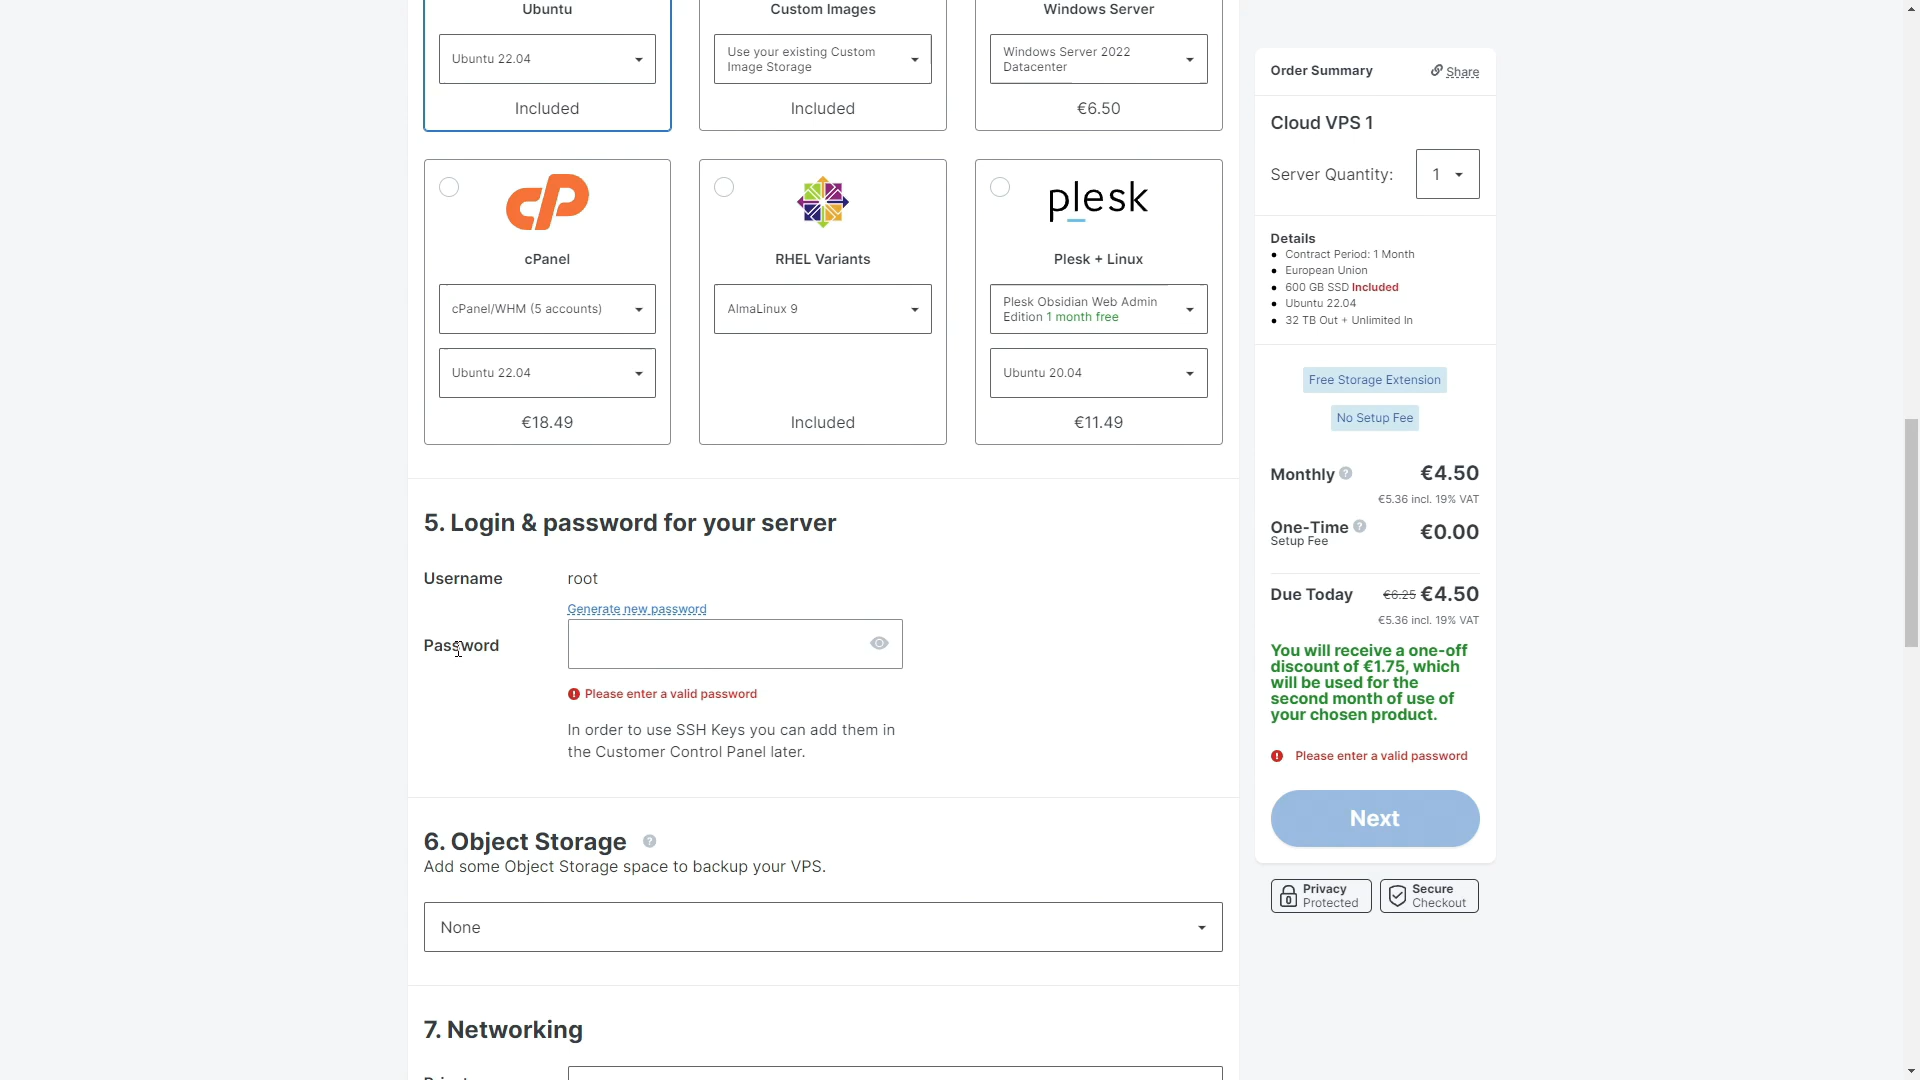 Ubuntu
Custom Images
Windows Server
Ubuntu 22.04
Use your existing Custom
Image Storage
Windows Server 2022
Datacenter
Included
Included
€6.50
cP
plesk
cPanel
RHEL Variants
Plesk + Linux
cPanel/WHM (5 accounts)
AlmaLinux 9
Plesk Obsidian Web Admin
Edition 1 month free
Ubuntu 22.04
Ubuntu 20.04
€18.49
Included
€11.49
5. Login & password for your server
Username
root
Generate new password
Password
Please enter a valid password
In order to use SSH Keys you can add them in
the Customer Control Panel later.
6. Object Storage ?
Add some Object Storage space to backup your VPS.
None
7. Networking
Order Summary
Share
Cloud VPS 1
Server Quantity:
1
Details
Contract Period: 1 Month
European Union
600 GB SSD Included
Ubuntu 22.04
32 TB Out + Unlimited In
Free Storage Extension
No Setup Fee
Monthly ? €4.50
€5.36 incl. 19% VAT
One-Time ? €0.00
Setup Fee
Due Today €6.25 €4.50
€5.36 incl. 19% VAT
You will receive a one-off
discount of €1.75, which
will be used for the
second month of use of
your chosen product.
Please enter a valid password
Next
Privacy
Protected
Secure
Checkout